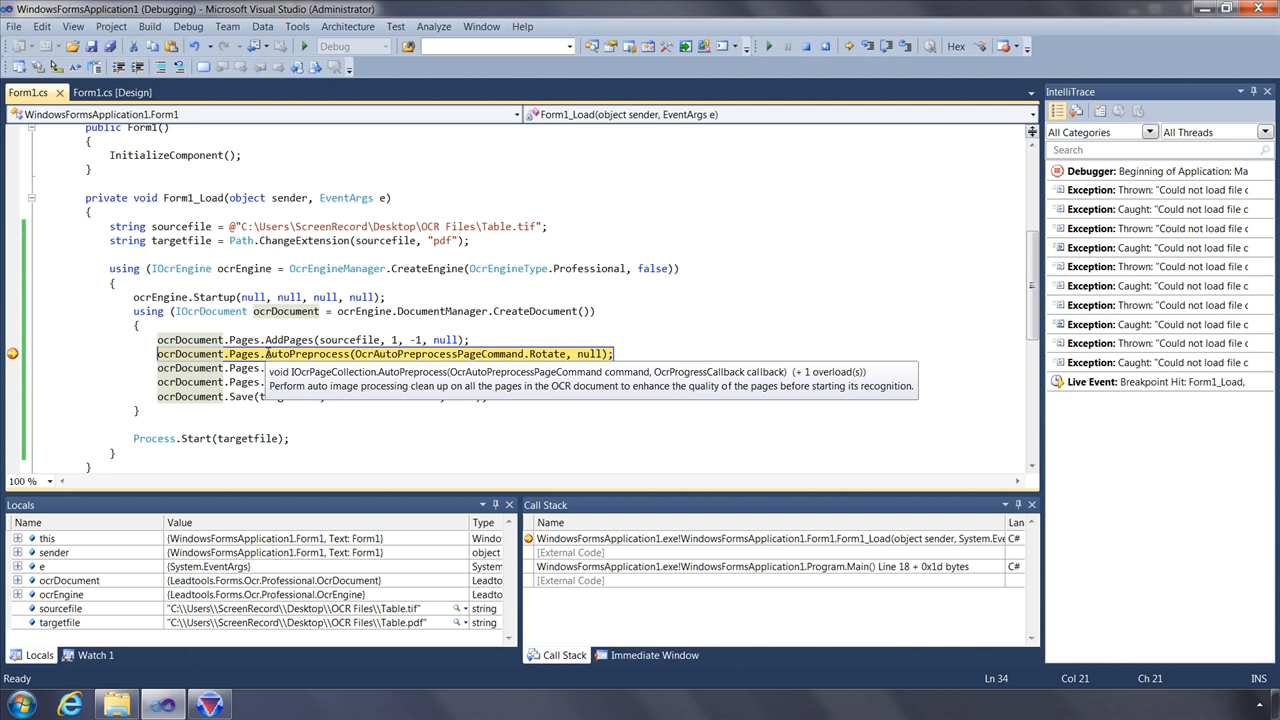 WindowsFormsApplication1 (Debugging) - Microsoft Visual Studio (Administrator)
File Edit View Project Build Debug Team Data Tools Architecture Test Analyze Window Help
Debug Hex
Form1.cs Form1.cs [Design] IntelliTrace
WindowsFormsApplication1.Form1 Form1_Load(object sender, EventArgs e)
All Categories All Threads
Search
public Form1()
{
InitializeComponent();
}
private void Form1_Load(object sender, EventArgs e)
{
string sourcefile = @"C:\Users\ScreenRecord\Desktop\OCR Files\Table.tif";
string targetfile = Path.ChangeExtension(sourcefile, "pdf");
using (IOcrEngine ocrEngine = OcrEngineManager.CreateEngine(OcrEngineType.Professional, false))
{
ocrEngine.Startup(null, null, null, null);
using (IOcrDocument ocrDocument = ocrEngine.DocumentManager.CreateDocument())
{
ocrDocument.Pages.AddPages(sourcefile, 1, -1, null);
ocrDocument.Pages.AutoPreprocess(OcrAutoPreprocessPageCommand.Rotate, null);
ocrDocument.Pages.
void IOcrPageCollection.AutoPreprocess(OcrAutoPreprocessPageCommand command, OcrProgressCallback callback) (+ 1 overload(s))
ocrDocument.Pages.
Perform auto image processing clean up on all the pages in the OCR document to enhance the quality of the pages before starting its recognition.
ocrDocument.Save(
}
Process.Start(targetfile);
}
}
Debugger: Beginning of Application: Ma
Exception: Thrown: "Could not load file c
Exception: Caught: "Could not load file c
Exception: Thrown: "Could not load file c
Exception: Caught: "Could not load file c
Exception: Thrown: "Could not load file c
Exception: Caught: "Could not load file c
Exception: Thrown: "Could not load file c
Exception: Caught: "Could not load file c
Exception: Thrown: "Could not load file c
Exception: Caught: "Could not load file c
Live Event: Breakpoint Hit: Form1_Load,
100 %
Locals
Name Value Type
this {WindowsFormsApplication1.Form1, Text: Form1} Windo
sender {WindowsFormsApplication1.Form1, Text: Form1} object
e {System.EventArgs} System
ocrDocument {Leadtools.Forms.Ocr.Professional.OcrDocument} Leadto
ocrEngine {Leadtools.Forms.Ocr.Professional.OcrEngine} Leadto
sourcefile "C:\\Users\\ScreenRecord\\Desktop\\OCR Files\\Table.tif" string
targetfile "C:\\Users\\ScreenRecord\\Desktop\\OCR Files\\Table.pdf" string
Locals Watch 1
Call Stack
Name Lan
WindowsFormsApplication1.exe!WindowsFormsApplication1.Form1.Form1_Load(object sender, System.Eve C#
[External Code]
WindowsFormsApplication1.exe!WindowsFormsApplication1.Program.Main() Line 18 + 0x1d bytes C#
[External Code]
Call Stack Immediate Window
Ready Ln 34 Col 21 Ch 21 INS